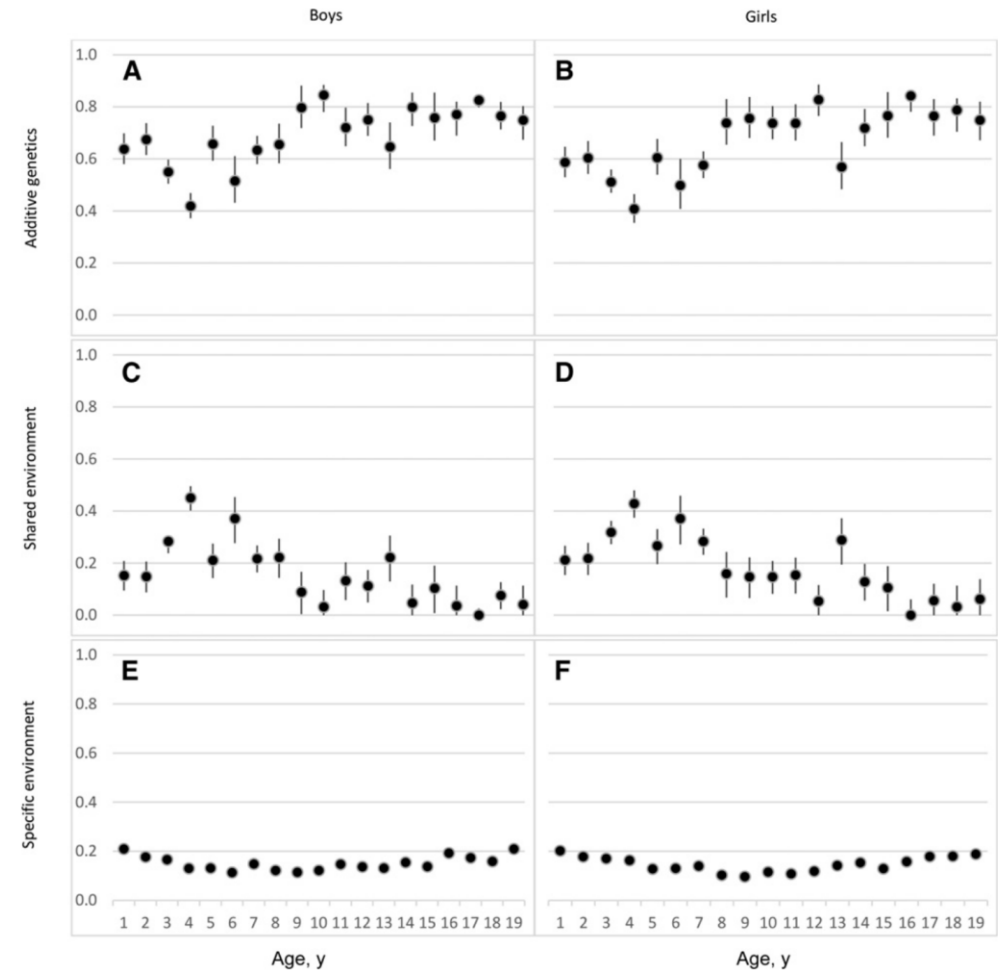 Boys Girls
A B
1.0
0.8
0.6
0.4
0.2
0.0
Additive genetics
C D
1.0
0.8
0.6
0.4
0.2
0.0
Shared environment
E F
1.0
0.8
0.6
0.4
0.2
0.0
Specific environment
1 2 3 4 5 6 7 8 9 10 11 12 13 14 15 16 17 18 19 1 2 3 4 5 6 7 8 9 10 11 12 13 14 15 16 17 18 19
Age, y Age, y